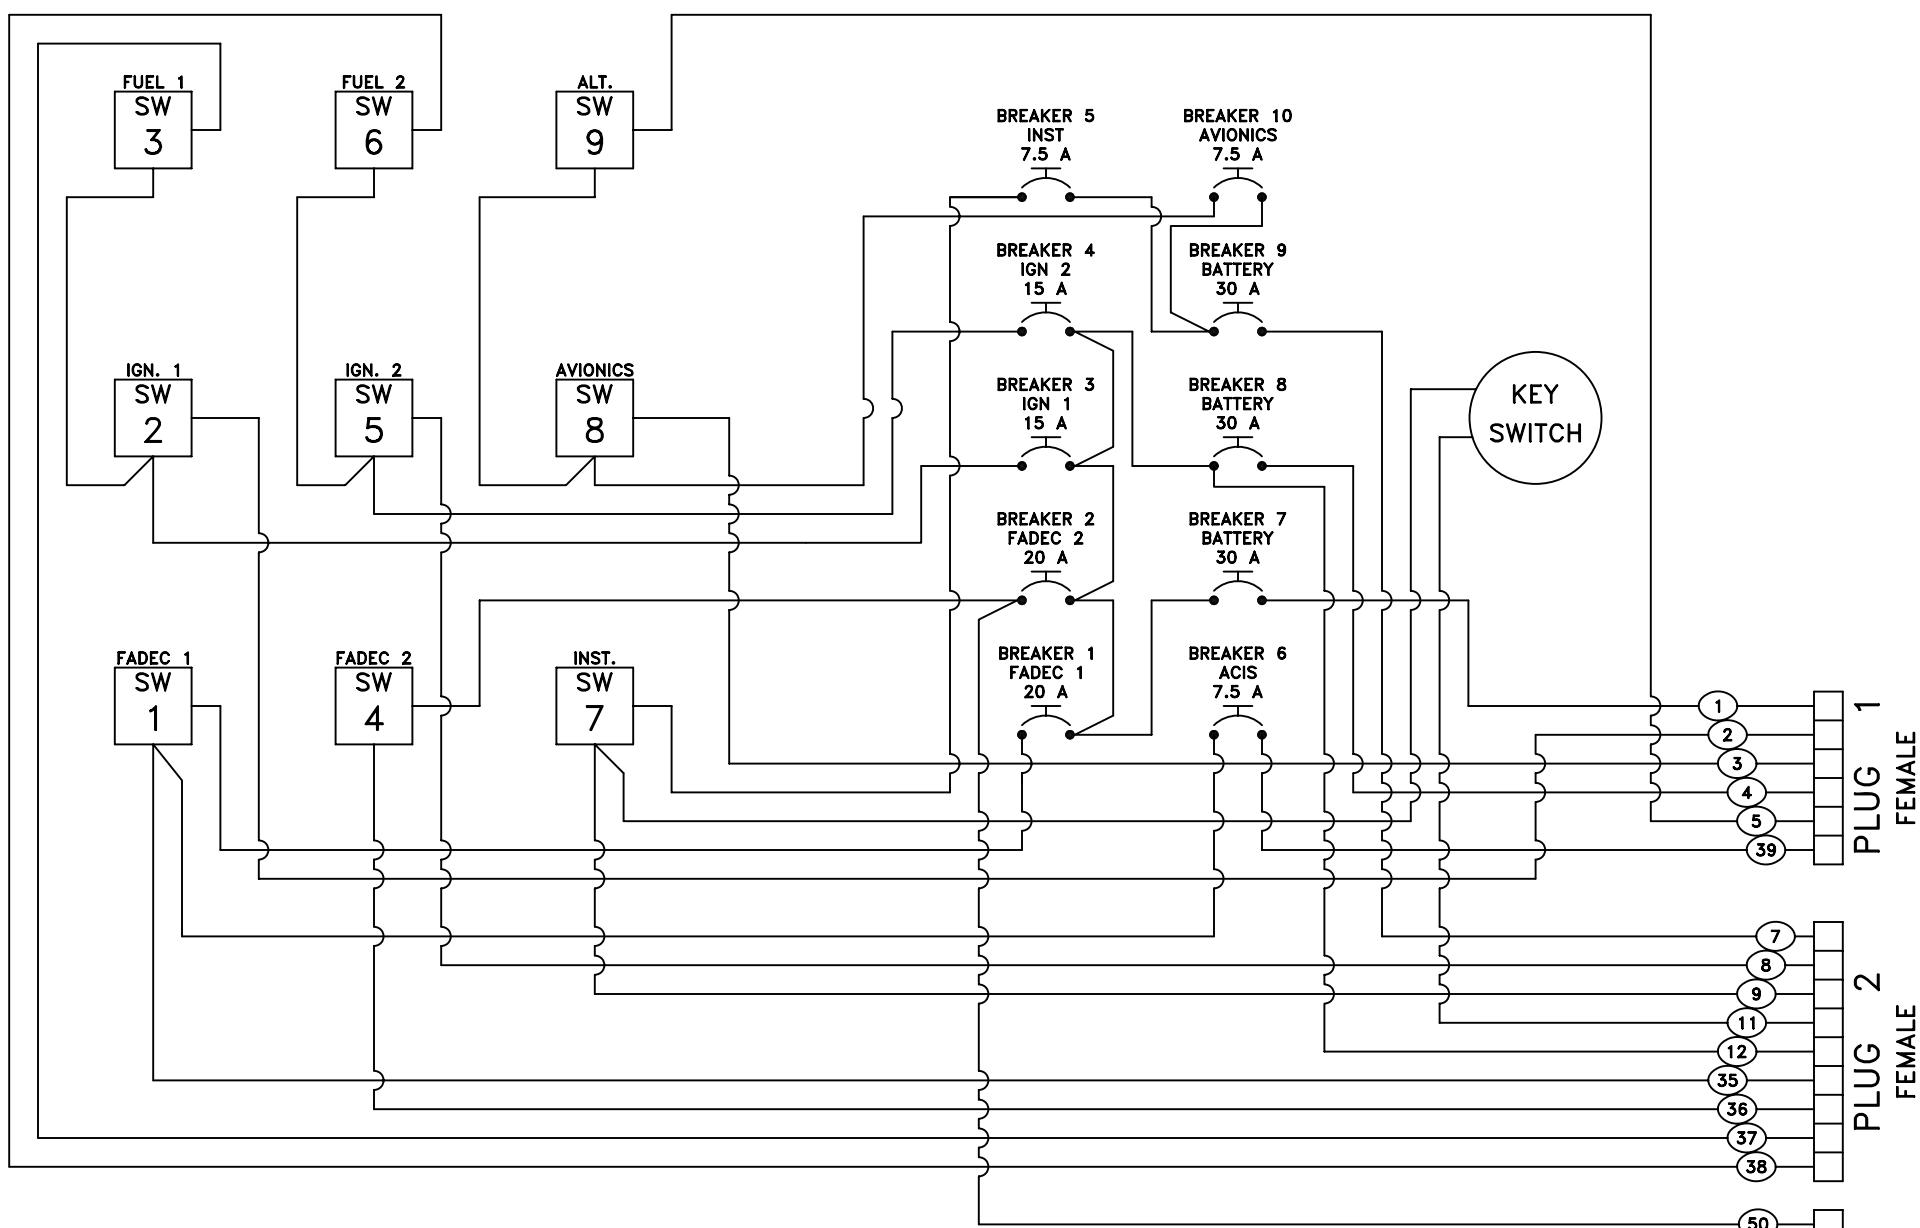 FUEL 1
SW
3
FUEL 2
SW
6
ALT.
SW
9
BREAKER 5
INST
7.5 A
BREAKER 10
AVIONICS
7.5 A
BREAKER 4
IGN 2
15 A
BREAKER 9
BATTERY
30 A
IGN. 1
SW
2
IGN. 2
SW
5
AVIONICS
SW
8
BREAKER 3
IGN 1
15 A
BREAKER 8
BATTERY
30 A
KEY
SWITCH
BREAKER 2
FADEC 2
20 A
BREAKER 7
BATTERY
30 A
FADEC 1
SW
1
FADEC 2
SW
4
INST.
SW
7
BREAKER 1
FADEC 1
20 A
BREAKER 6
ACIS
7.5 A
1
2
3
4
5
39
PLUG 1
FEMALE
7
8
9
11
12
35
36
37
38
PLUG 2
FEMALE
50